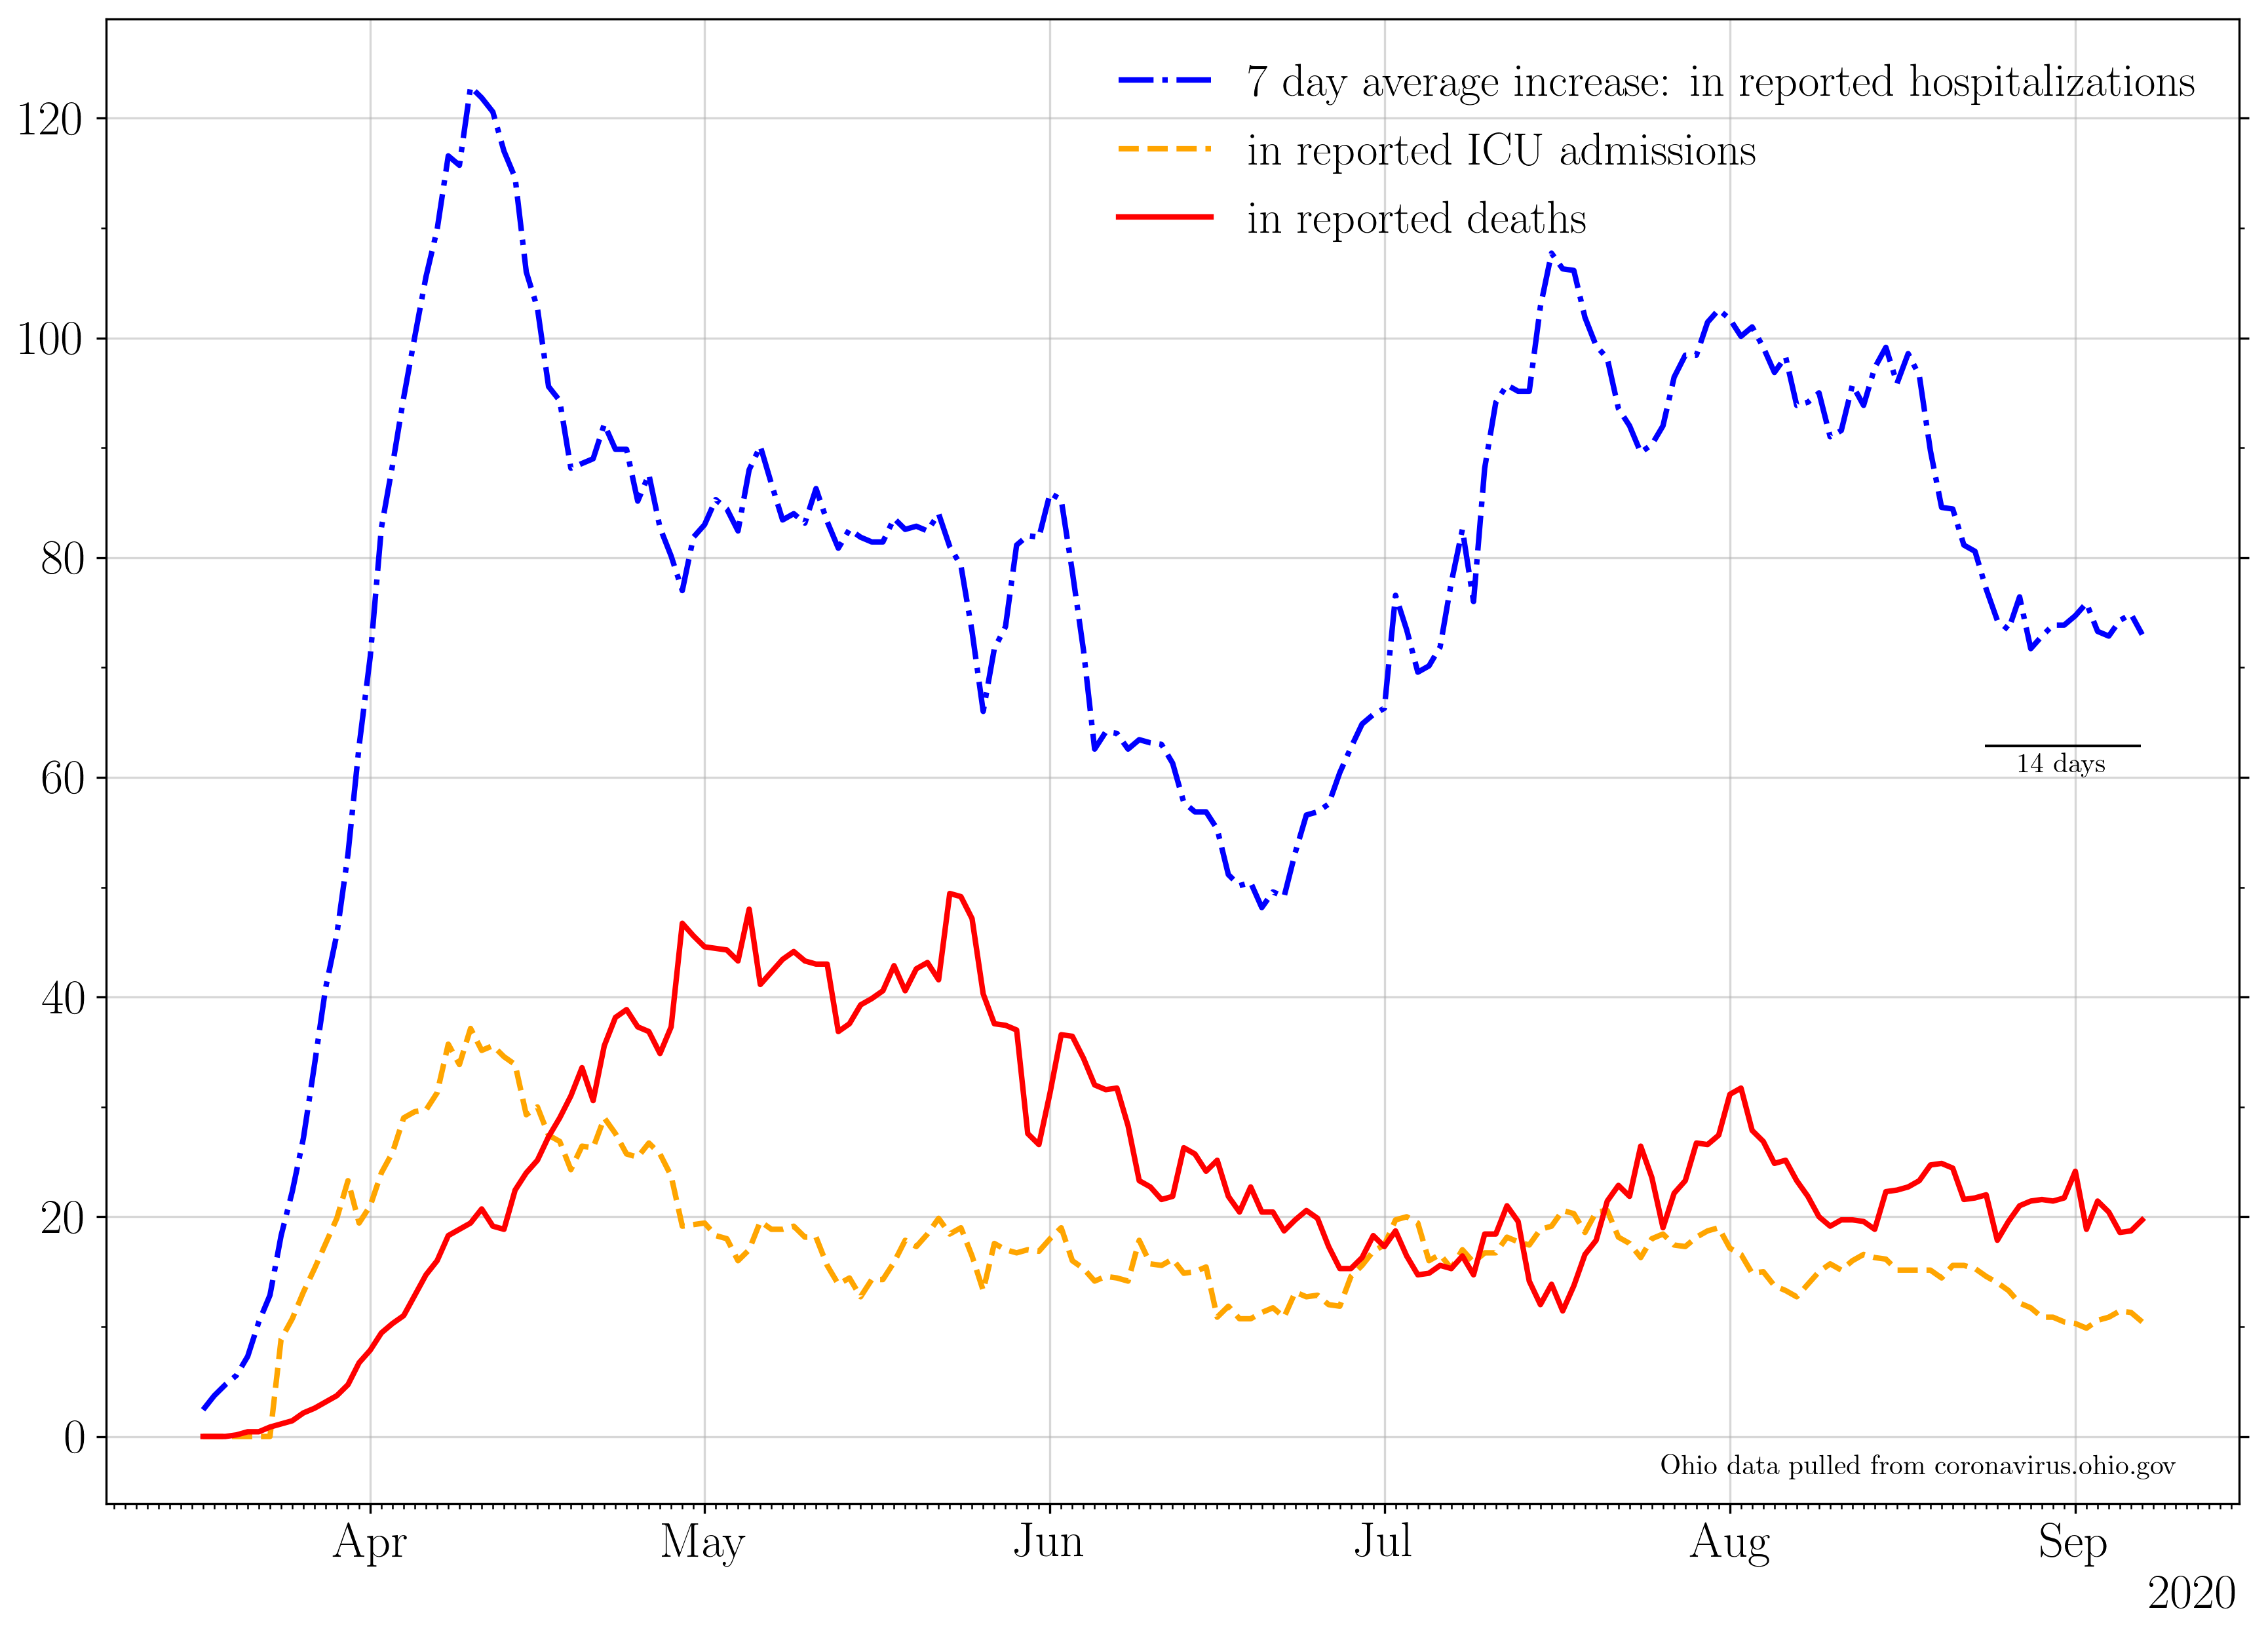 7 day average increase: in reported hospitalizations
in reported ICU admissions
in reported deaths
120
100
80
60
40
20
0
14 days
Ohio data pulled from coronavirus.ohio.gov
Apr May Jun Jul Aug Sep
2020